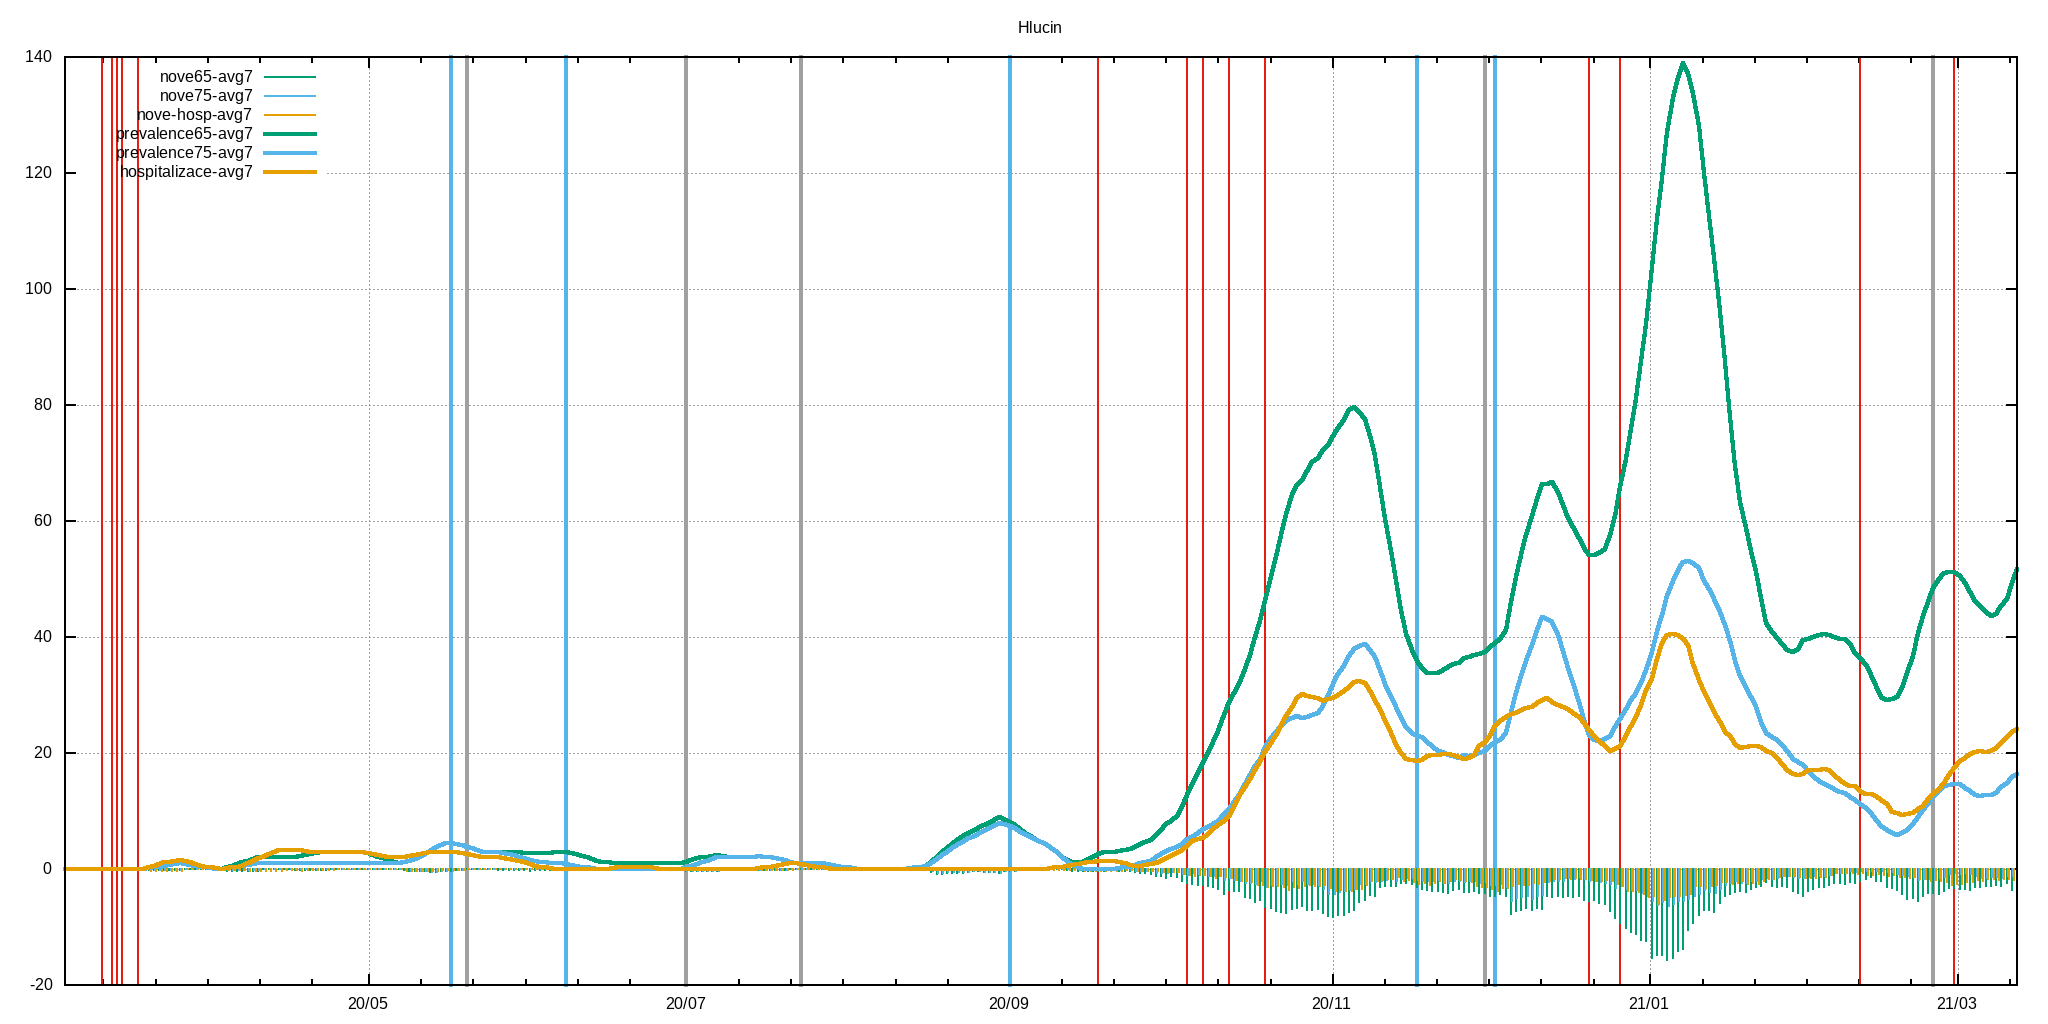 Hlucin
140
nove65-avg7
nove75-avg7
nove-hosp-avg7
prevalence65-avg7
prevalence75-avg7
hospitalizace-avg7
120
100
80
60
40
20
0
-20
20/05 20/07 20/09 20/11 21/01 21/03